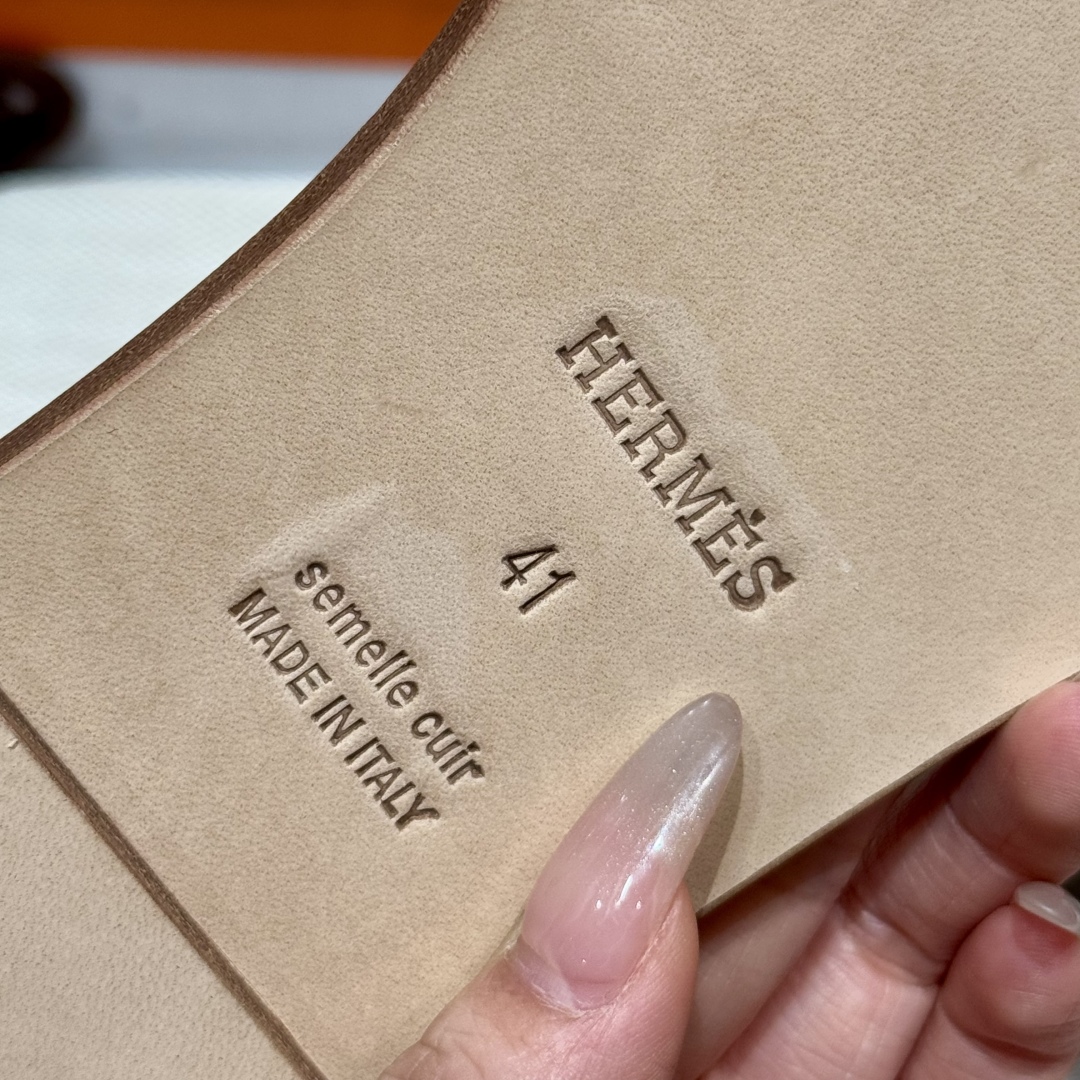 HERMÈS
41
semelle cuir
MADE IN ITALY